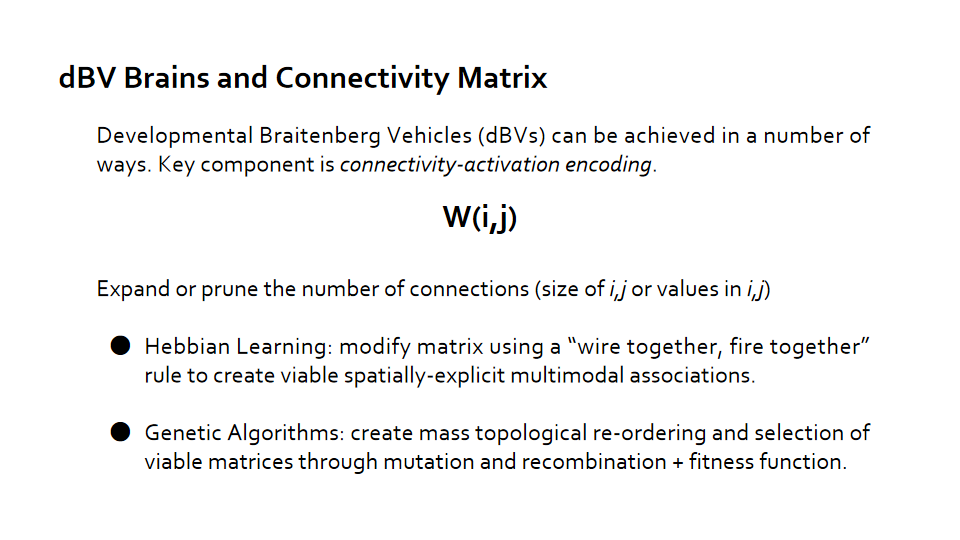 dBV Brains and Connectivity Matrix
Developmental Braitenberg Vehicles (dBVs) can be achieved in a number of
ways. Key component is connectivity-activation encoding.
W(i,j)
Expand or prune the number of connections (size of i,j or values in i,j)
● Hebbian Learning: modify matrix using a “wire together, fire together”
rule to create viable spatially-explicit multimodal associations.
● Genetic Algorithms: create mass topological re-ordering and selection of
viable matrices through mutation and recombination + fitness function.